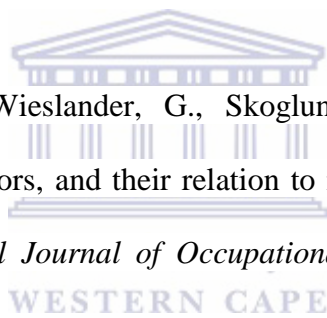 Wieslander, G., Skoglun
ors, and their relation to
l Journal of Occupationa
WESTERN CAPE